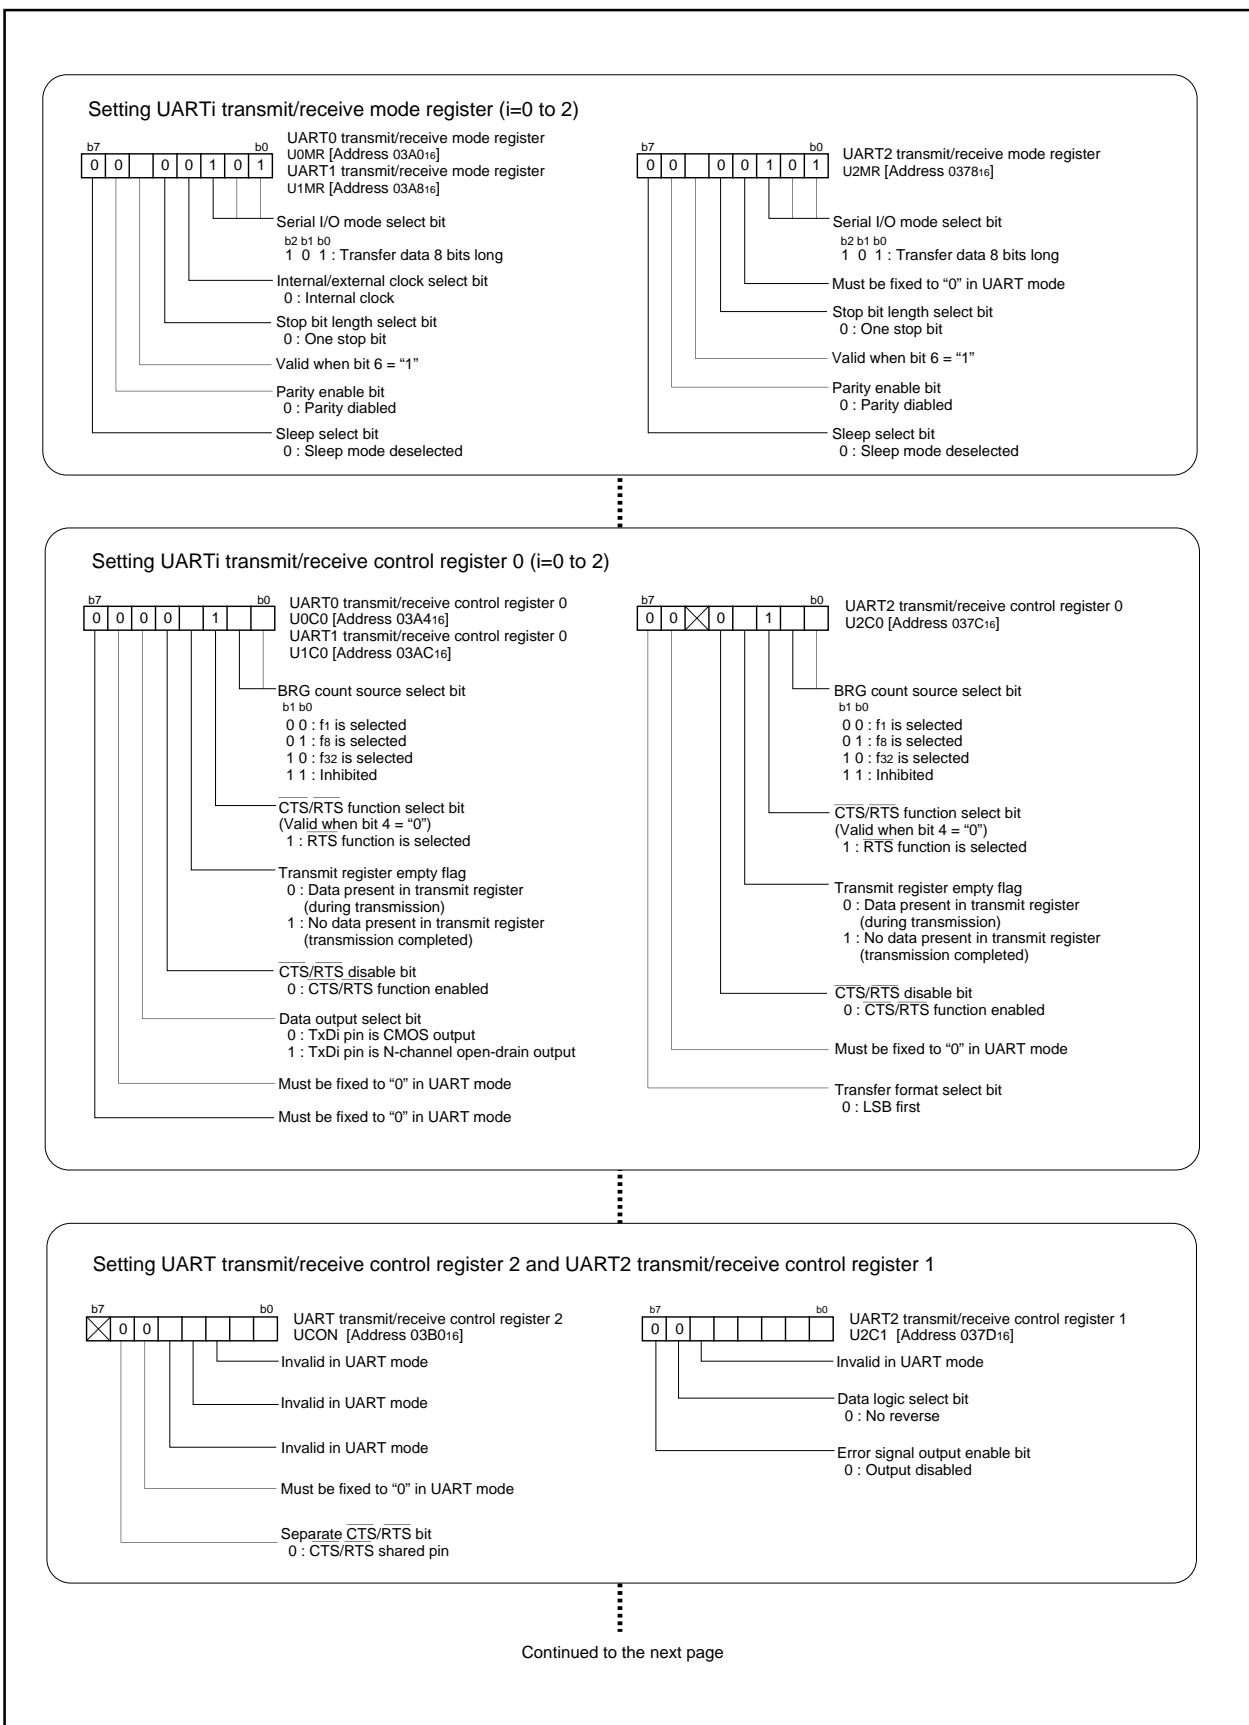 Setting UARTi transmit/receive mode register (i=0 to 2)
b7 b0
0 0 0 0 1 0 1
UART0 transmit/receive mode register
U0MR [Address 03A016]
UART1 transmit/receive mode register
U1MR [Address 03A816]
Serial I/O mode select bit
b2 b1 b0
1 0 1 : Transfer data 8 bits long
Internal/external clock select bit
0 : Internal clock
Stop bit length select bit
0 : One stop bit
Valid when bit 6 = “1”
Parity enable bit
0 : Parity diabled
Sleep select bit
0 : Sleep mode deselected
b7 b0
0 0 0 0 1 0 1
UART2 transmit/receive mode register
U2MR [Address 037816]
Serial I/O mode select bit
b2 b1 b0
1 0 1 : Transfer data 8 bits long
Must be fixed to “0” in UART mode
Stop bit length select bit
0 : One stop bit
Valid when bit 6 = “1”
Parity enable bit
0 : Parity diabled
Sleep select bit
0 : Sleep mode deselected
Setting UARTi transmit/receive control register 0 (i=0 to 2)
b7 b0
0 0 0 0 1
UART0 transmit/receive control register 0
U0C0 [Address 03A416]
UART1 transmit/receive control register 0
U1C0 [Address 03AC16]
BRG count source select bit
b1 b0
0 0 : f1 is selected
0 1 : f8 is selected
1 0 : f32 is selected
1 1 : Inhibited
CTS/RTS function select bit
(Valid when bit 4 = “0”)
1 : RTS function is selected
Transmit register empty flag
0 : Data present in transmit register
(during transmission)
1 : No data present in transmit register
(transmission completed)
CTS/RTS disable bit
0 : CTS/RTS function enabled
Data output select bit
0 : TxDi pin is CMOS output
1 : TxDi pin is N-channel open-drain output
Must be fixed to “0” in UART mode
Must be fixed to “0” in UART mode
b7 b0
0 0 0 1
UART2 transmit/receive control register 0
U2C0 [Address 037C16]
BRG count source select bit
b1 b0
0 0 : f1 is selected
0 1 : f8 is selected
1 0 : f32 is selected
1 1 : Inhibited
CTS/RTS function select bit
(Valid when bit 4 = “0”)
1 : RTS function is selected
Transmit register empty flag
0 : Data present in transmit register
(during transmission)
1 : No data present in transmit register
(transmission completed)
CTS/RTS disable bit
0 : CTS/RTS function enabled
Must be fixed to “0” in UART mode
Transfer format select bit
0 : LSB first
Setting UART transmit/receive control register 2 and UART2 transmit/receive control register 1
b7 b0
0 0
UART transmit/receive control register 2
UCON [Address 03B016]
Invalid in UART mode
Invalid in UART mode
Invalid in UART mode
Must be fixed to “0” in UART mode
Separate CTS/RTS bit
0 : CTS/RTS shared pin
b7 b0
0 0
UART2 transmit/receive control register 1
U2C1 [Address 037D16]
Invalid in UART mode
Data logic select bit
0 : No reverse
Error signal output enable bit
0 : Output disabled
Continued to the next page